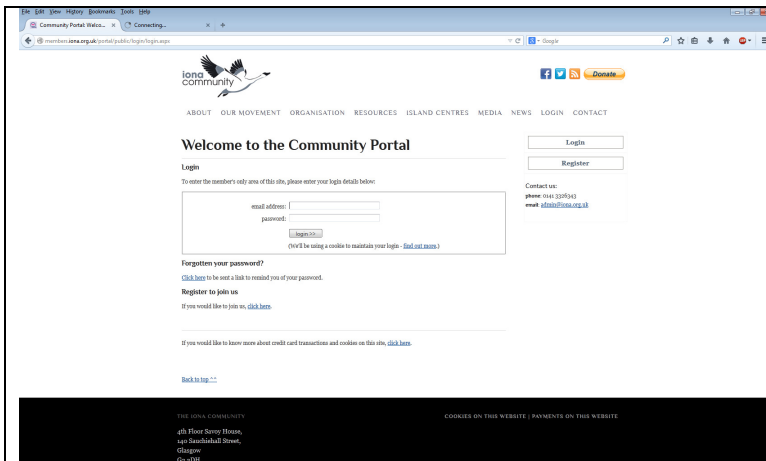 File Edit View History Bookmarks Tools Help
Community Portal: Welco... × Connecting... × +
members.iona.org.uk/portal/public/login/login.aspx
Google
iona
community
Donate
ABOUT OUR MOVEMENT ORGANISATION RESOURCES ISLAND CENTRES MEDIA NEWS LOGIN CONTACT
Welcome to the Community Portal
Login
To enter the member's only area of this site, please enter your login details below:
email address:
password:
login >>
(We'll be using a cookie to maintain your login - find out more.)
Forgotten your password?
Click here to be sent a link to remind you of your password.
Register to join us
If you would like to join us, click here.
If you would like to know more about credit card transactions and cookies on this site, click here.
Back to top ^^
Login
Register
Contact us:
phone: 0141 3326343
email: admin@iona.org.uk
THE IONA COMMUNITY
4th Floor Savoy House,
140 Sauchiehall Street,
Glasgow
G2 3DH
COOKIES ON THIS WEBSITE | PAYMENTS ON THIS WEBSITE